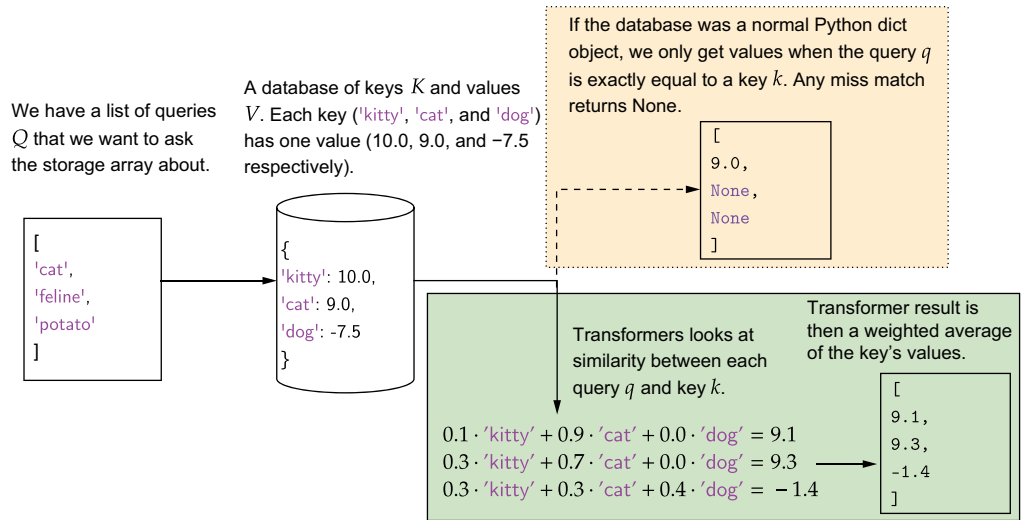 We have a list of queries
Q that we want to ask
the storage array about.
[
'cat',
'feline',
'potato'
]
A database of keys K and values
V. Each key ('kitty', 'cat', and 'dog')
has one value (10.0, 9.0, and −7.5
respectively).
{
'kitty': 10.0,
'cat': 9.0,
'dog': -7.5
}
If the database was a normal Python dict
object, we only get values when the query q
is exactly equal to a key k. Any miss match
returns None.
[
9.0,
None,
None
]
Transformers looks at
similarity between each
query q and key k.
0.1 · 'kitty' + 0.9 · 'cat' + 0.0 · 'dog' = 9.1
0.3 · 'kitty' + 0.7 · 'cat' + 0.0 · 'dog' = 9.3
0.3 · 'kitty' + 0.3 · 'cat' + 0.4 · 'dog' = −1.4
Transformer result is
then a weighted average
of the key's values.
[
9.1,
9.3,
-1.4
]